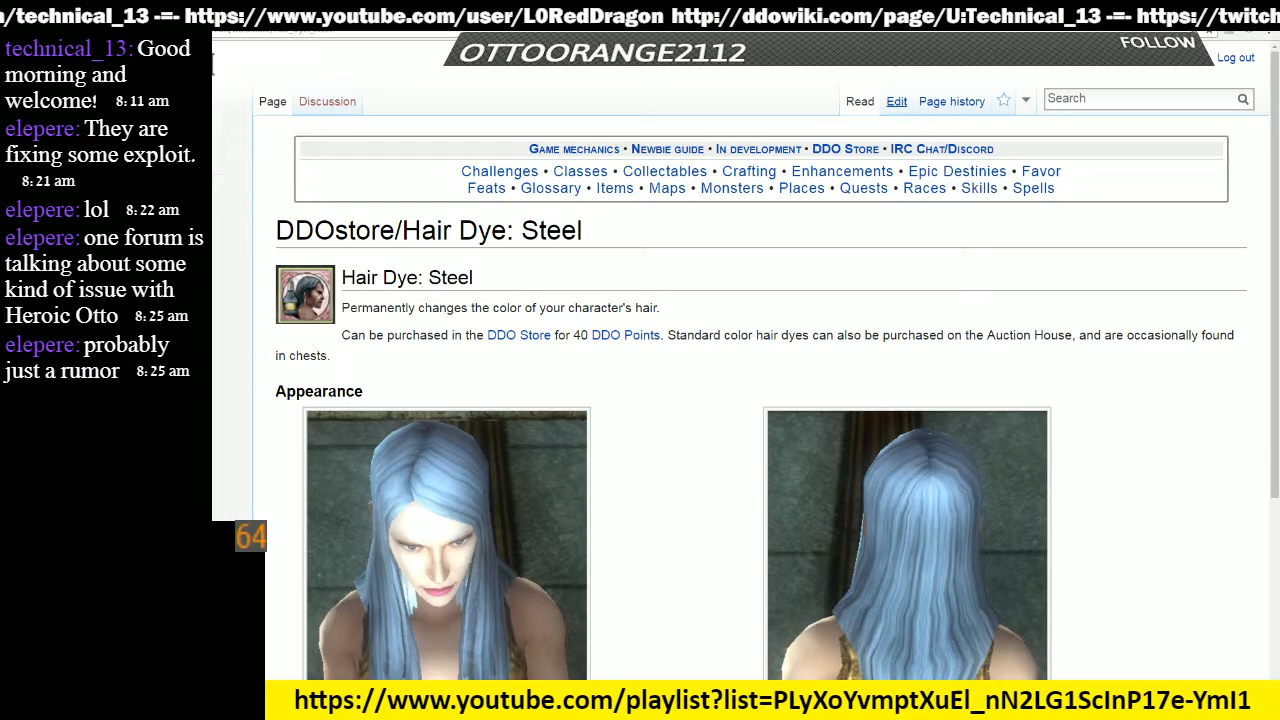 n/technical_13 -=- https://www.youtube.com/user/L0RedDragon http://ddowiki.com/page/U:Technical_13 -=- https://twitch
technical_13: Good
morning and
welcome! 8:11 am
elepere: They are
fixing some exploit.
8:21 am
elepere: lol 8:22 am
elepere: one forum is
talking about some
kind of issue with
Heroic Otto 8:25 am
elepere: probably
just a rumor 8:25 am
OTTOORANGE2112
FOLLOW
Log out
Page Discussion Read Edit Page history Search
Game mechanics • Newbie guide • In development • DDO Store • IRC Chat/Discord
Challenges • Classes • Collectables • Crafting • Enhancements • Epic Destinies • Favor
Feats • Glossary • Items • Maps • Monsters • Places • Quests • Races • Skills • Spells
DDOstore/Hair Dye: Steel
Hair Dye: Steel
Permanently changes the color of your character's hair.
Can be purchased in the DDO Store for 40 DDO Points. Standard color hair dyes can also be purchased on the Auction House, and are occasionally found
in chests.
Appearance
64
https://www.youtube.com/playlist?list=PLyXoYvmptXuEl_nN2LG1ScInP17e-YmI1